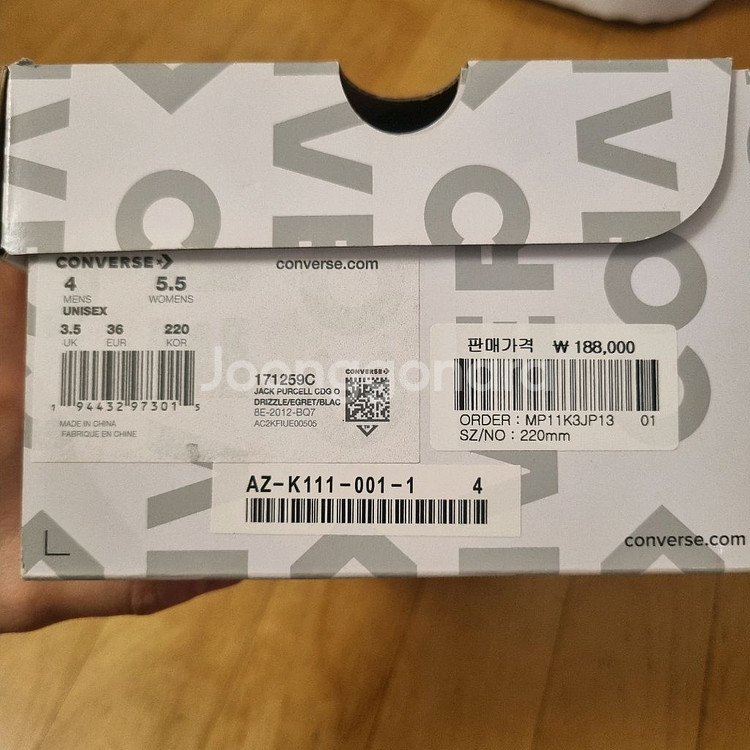 CONVERSE
converse.com
4 5.5
MENS WOMENS
UNISEX
3.5 36 220
UK EUR KOR
1 94432 97301 5
MADE IN CHINA
FABRIQUE EN CHINE
171259C
JACK PURCELL CDG O
DRIZZLE/EGRET/BLAC
8E-2012-BQ7
AC2KFIUE00505
CONVERSE
판매가격 ₩ 188,000
ORDER : MP11K3JP13 01
SZ/NO : 220mm
AZ-K111-001-1 4
converse.com
Joongonara